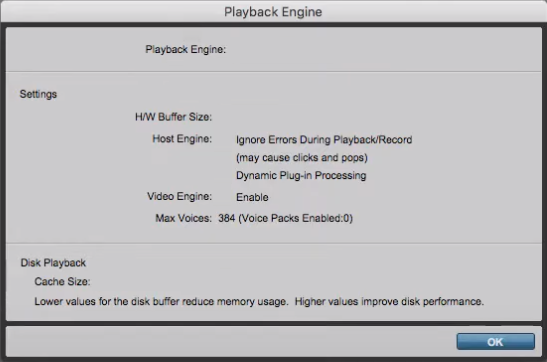 Playback Engine
Playback Engine:
Settings
H/W Buffer Size:
Host Engine: Ignore Errors During Playback/Record
(may cause clicks and pops)
Dynamic Plug-in Processing
Video Engine: Enable
Max Voices: 384 (Voice Packs Enabled:0)
Disk Playback
Cache Size:
Lower values for the disk buffer reduce memory usage. Higher values improve disk performance.
OK